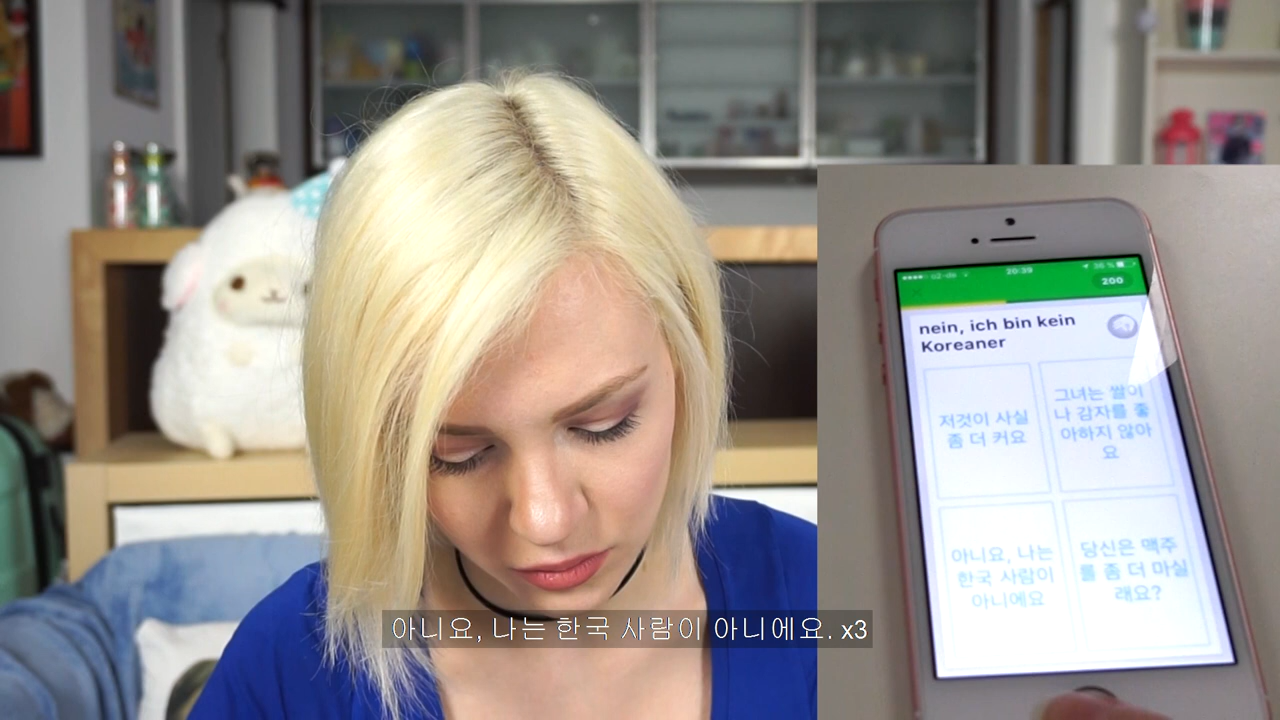 20:39
200
nein, ich bin kein
Koreaner
저것이 사실
좀 더 커요
그녀는 쌀이
나 감자를 좋
아하지 않아
요
아니요, 나는
한국 사람이
아니에요
당신은 맥주
를 좀 더 마실
래요?
아니요, 나는 한국 사람이 아니에요. x3